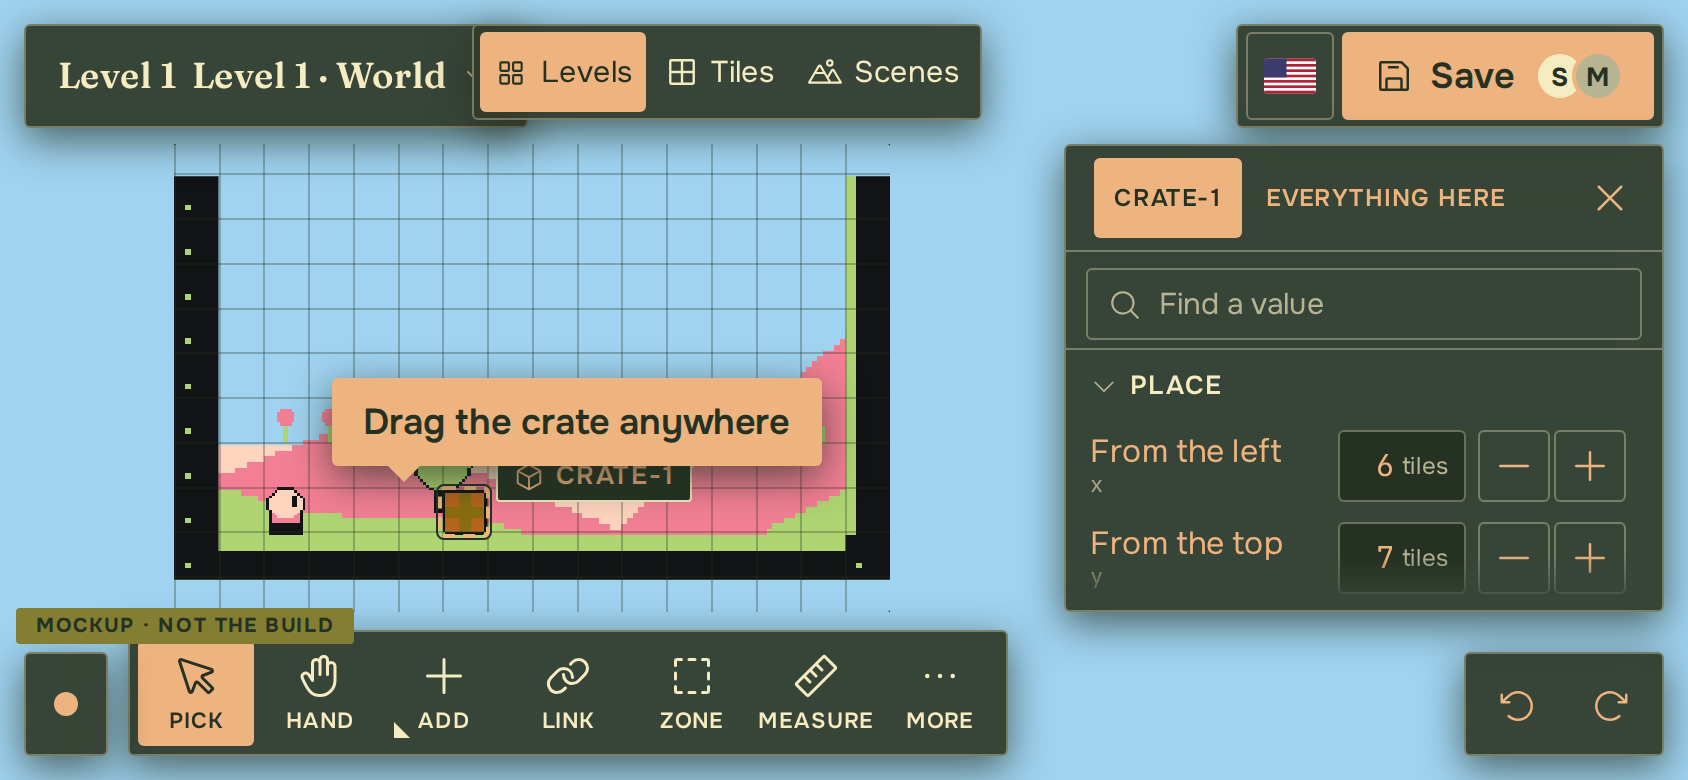 Level 1 Level 1 · World
Levels
Tiles
Scenes
Save
S
M
CRATE-1
EVERYTHING HERE
Find a value
PLACE
From the left
6 tiles
x
From the top
7 tiles
y
Drag the crate anywhere
CRATE-1
MOCKUP · NOT THE BUILD
PICK
HAND
ADD
LINK
ZONE
MEASURE
MORE